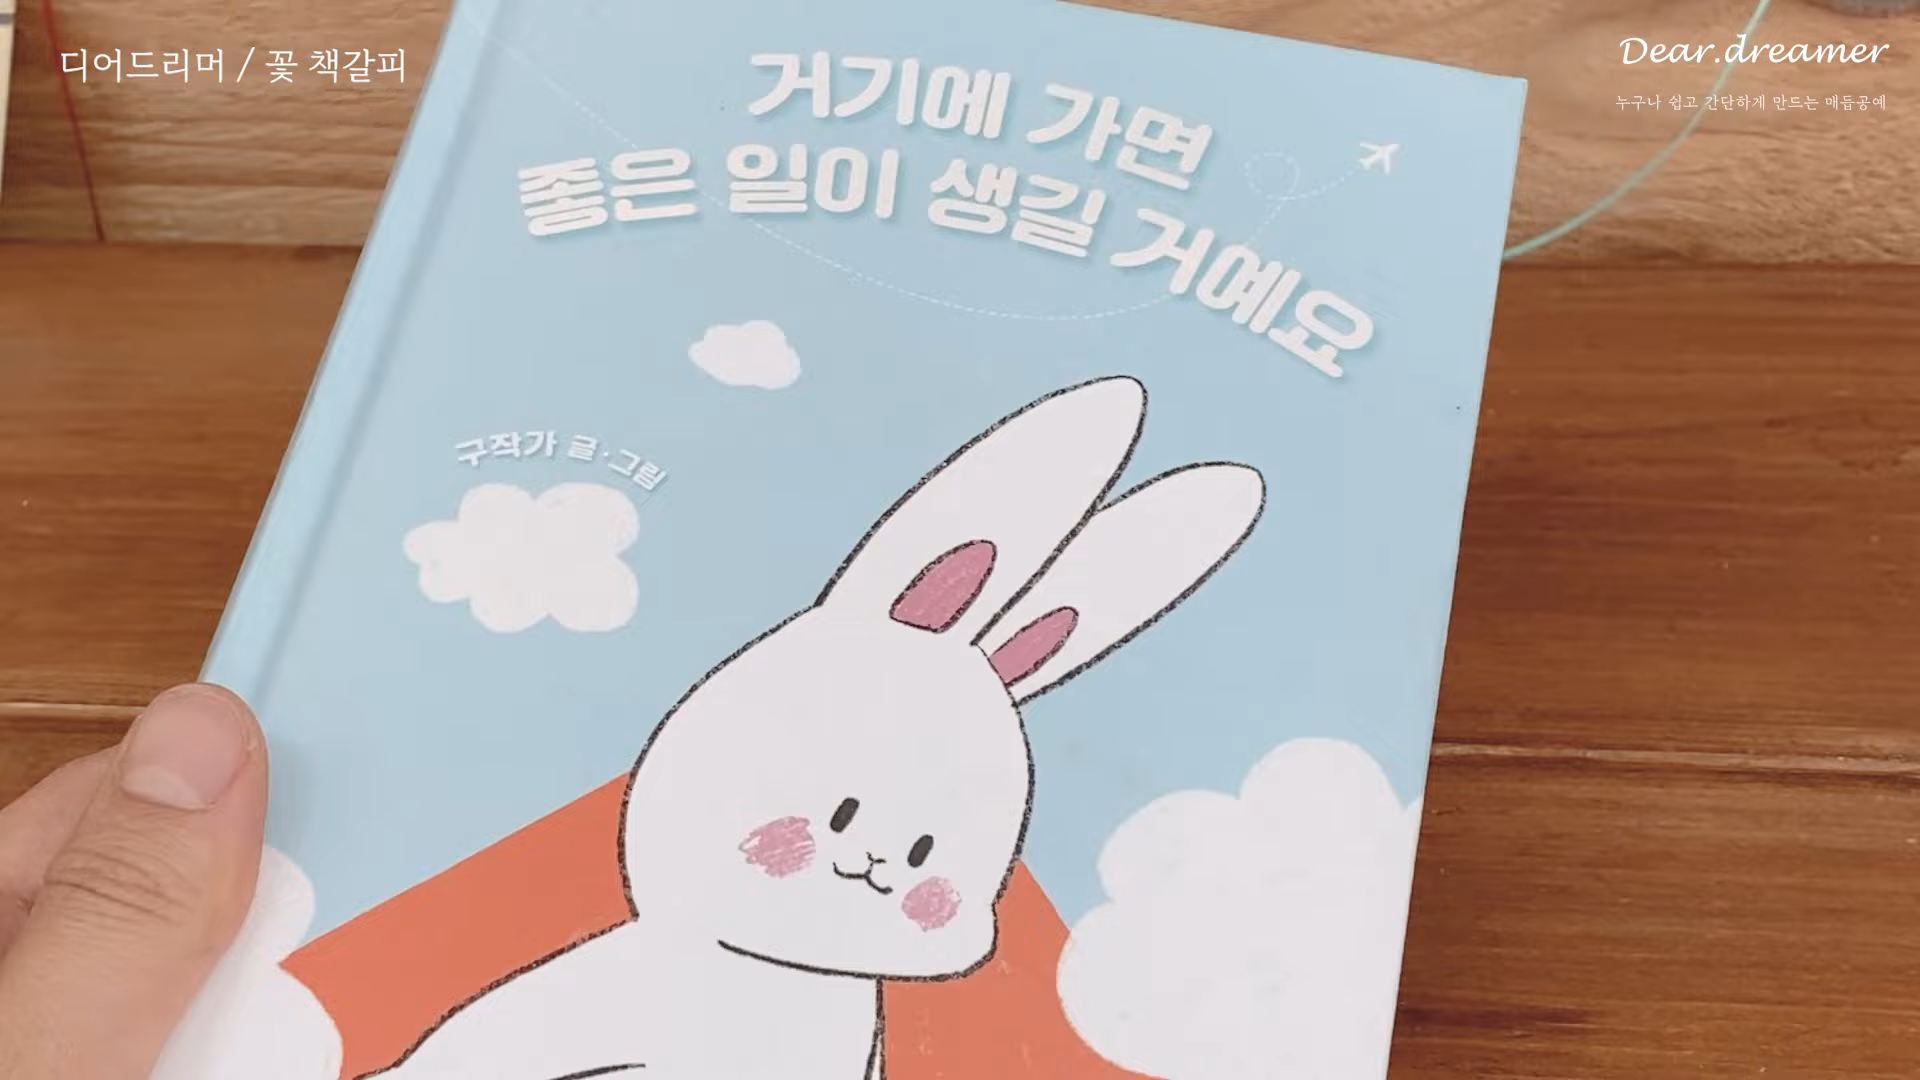 디어드리머 / 꽃 책갈피
Dear.dreamer
누구나 쉽고 간단하게 만드는 매듭공예
거기에 가면
좋은 일이 생길 거예요
구작가 글·그림